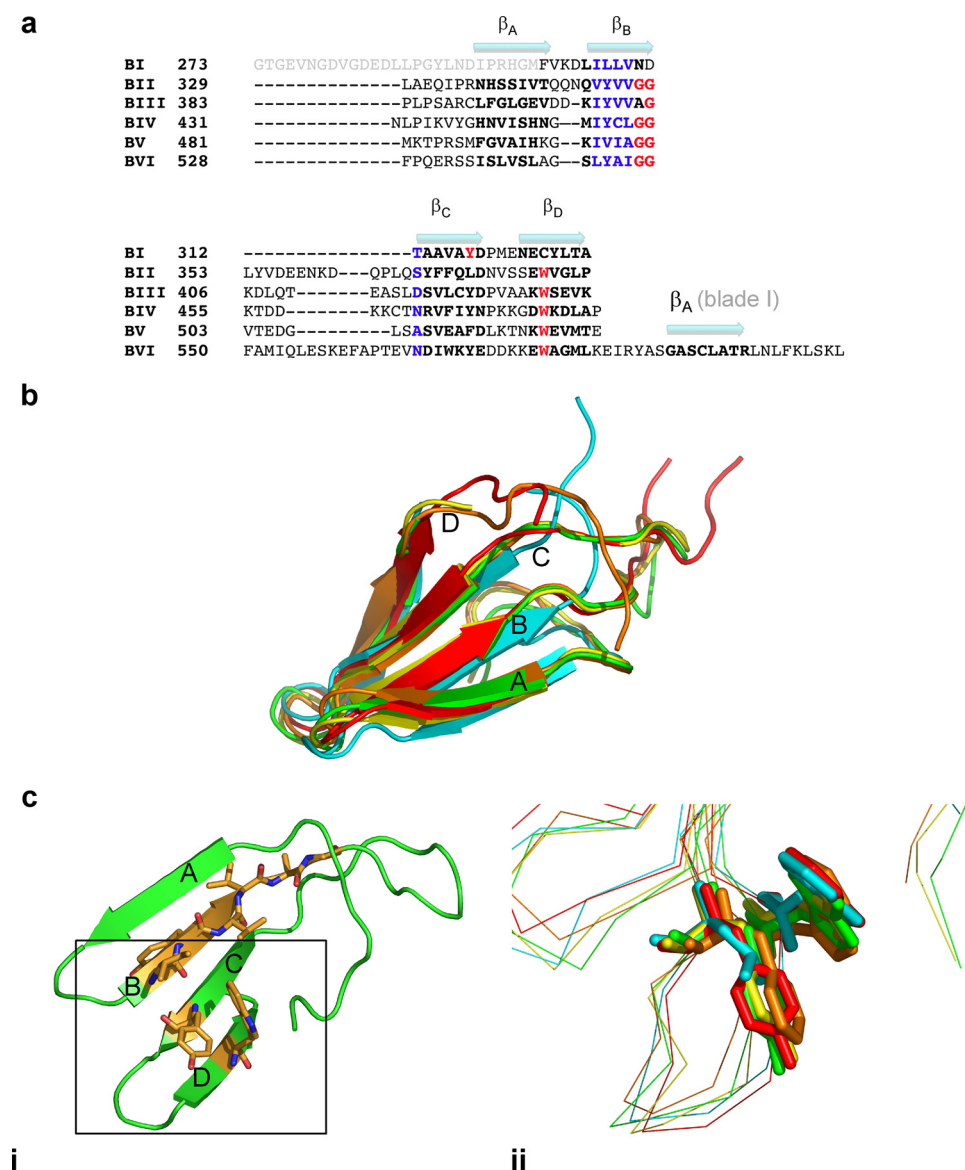 a
βA βB
BI 273 GTGEVNGDVGDEDLLPGYLNDIPRHGMFVKDLILLVND
BII 329 ---------------LAEQIPRNHSSIVTQQNQVYVVGG
BIII 383 ---------------PLPSARCLFGLGEVDD--KIYVVAG
BIV 431 --------------NLPIKVYGHNVISHNG--MIYCLGG
BV 481 ---------------MKTPRSMFGVAIHKG--KIVIAGG
BVI 528 ---------------FPQERSSISLVSLAG--SLYAIGG
βC βD
BI 312 -----------------TAAVAYDPMENECYLTA
BII 353 LYVDEENKD---QPLQSYFFQLDNVSSEWVGLP
BIII 406 KDLQT------EASLDSVLCYDPVAAKWSEVK
BIV 455 KTDD------KKCTNRVFIYNPKKGDWKDLAP
BV 503 VTEDG------LSASVEAFDLTNKWEVMTE
βA (blade I)
BVI 550 FAMIQLESKEFAPTEVNDIWKYEDDKKEWAGMLKEIRYASGASCLATRLNLFKLSKL
b
D
C
B
A
c
A
B
C
D
i ii